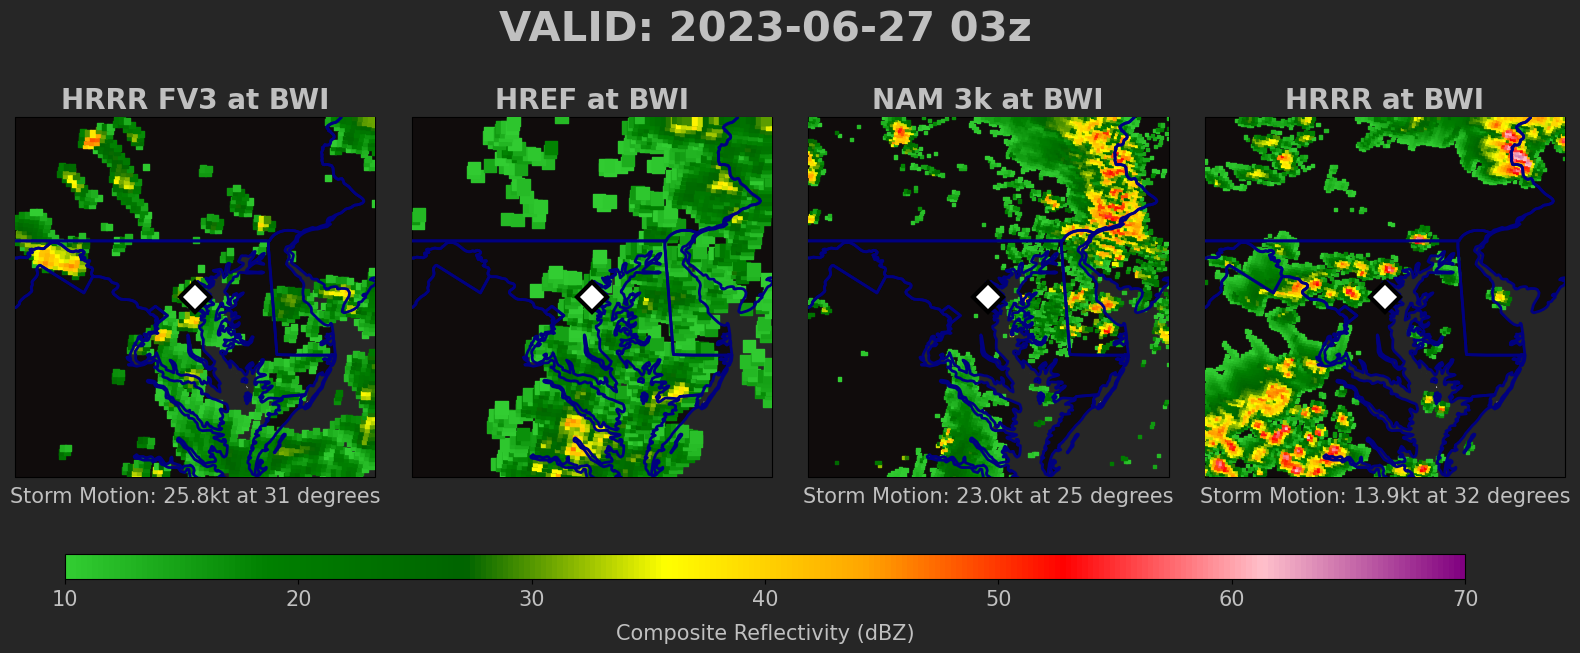 VALID: 2023-06-27 03z
HRRR FV3 at BWI
HREF at BWI
NAM 3k at BWI
HRRR at BWI
Storm Motion: 25.8kt at 31 degrees
Storm Motion: 23.0kt at 25 degrees
Storm Motion: 13.9kt at 32 degrees
10 20 30 40 50 60 70
Composite Reflectivity (dBZ)